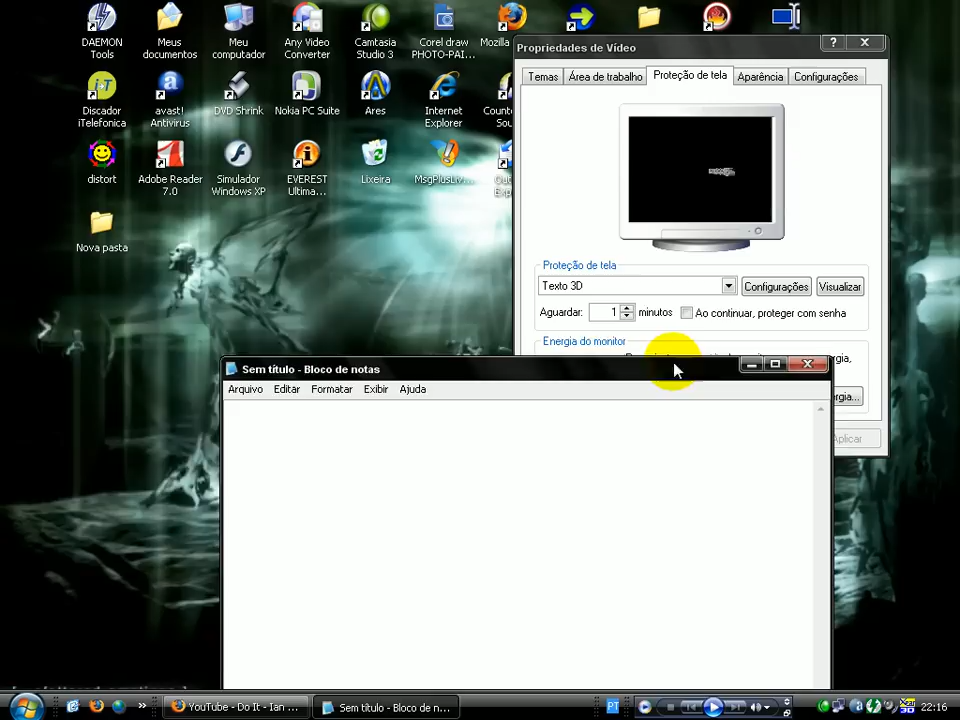 DAEMON Tools
Meus documentos
Meu computador
Any Video Converter
Camtasia Studio 3
Corel draw PHOTO-PAI...
Mozilla
Discador iTelefonica
avast! Antivirus
DVD Shrink
Nokia PC Suite
Ares
Internet Explorer
distort
Adobe Reader 7.0
Simulador Windows XP
EVEREST Ultima...
Lixeira
MsgPlusLiv...
Nova pasta
Propriedades de Vídeo
Temas
Área de trabalho
Proteção de tela
Aparência
Configurações
Proteção de tela
Texto 3D
Configurações
Visualizar
Aguardar:
1
minutos
Ao continuar, proteger com senha
Energia do monitor
Aplicar
Sem título - Bloco de notas
Arquivo
Editar
Formatar
Exibir
Ajuda
YouTube - Do It - Ian ...
Sem título - Bloco de n...
PT
22:16